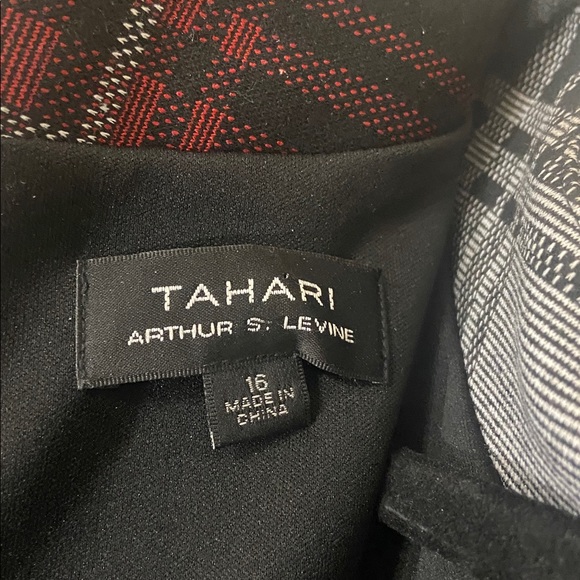 TAHARI
ARTHUR S. LEVINE
16
MADE IN
CHINA